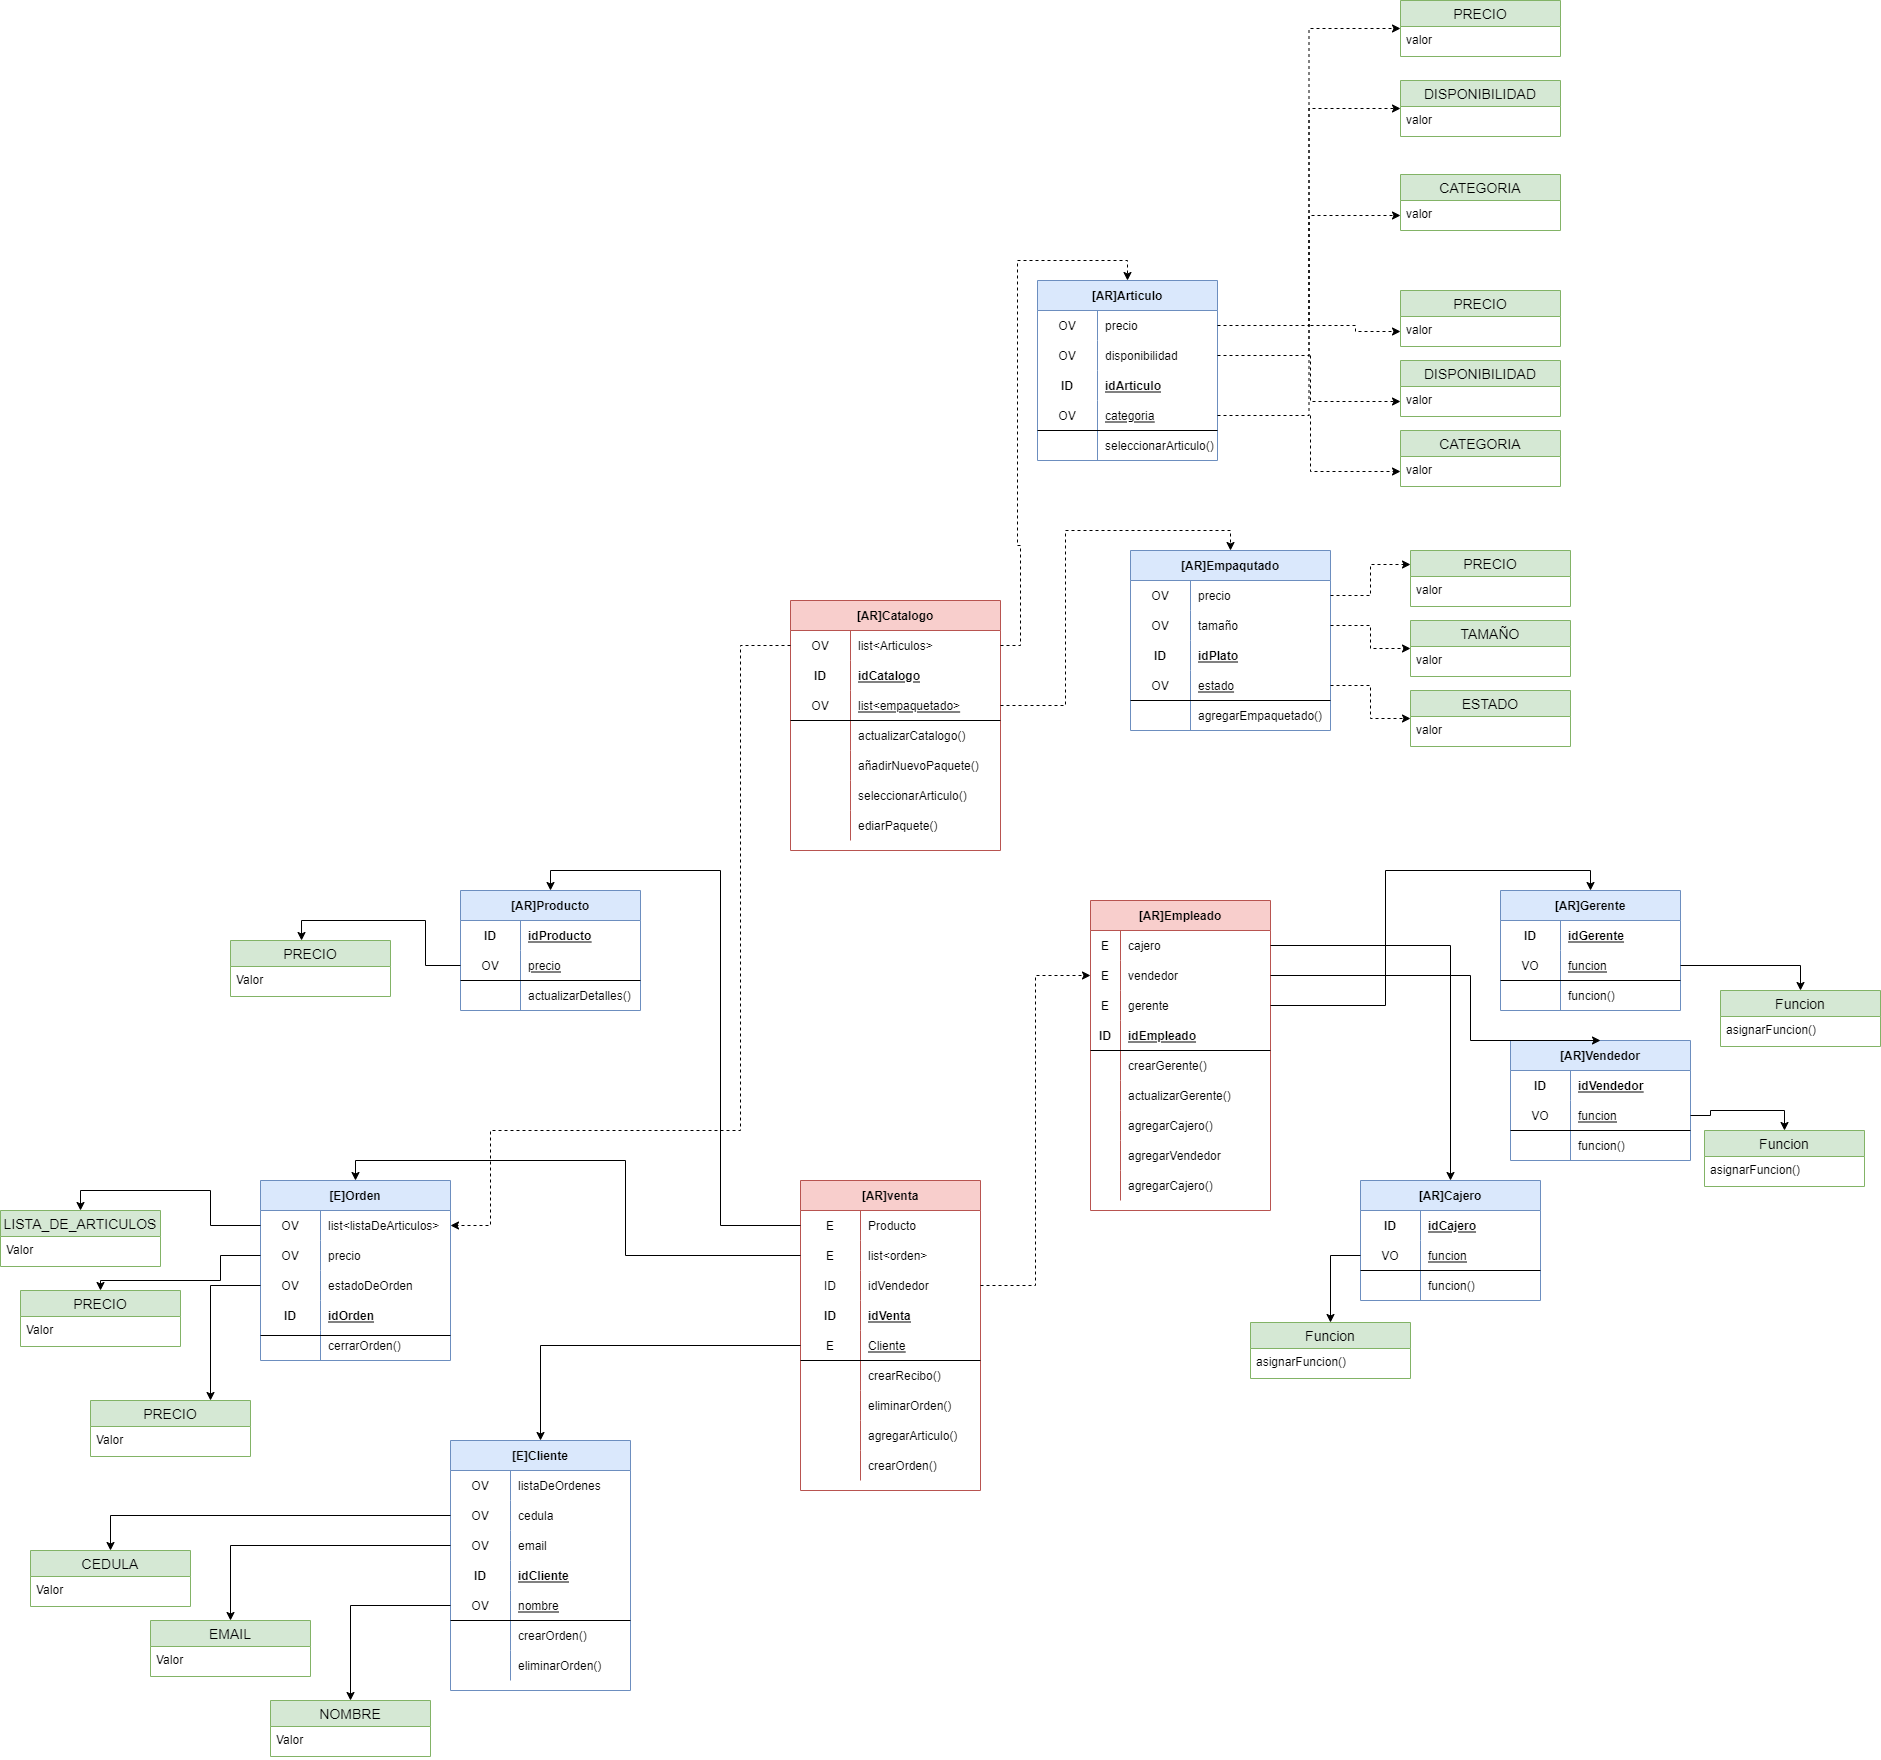 PRECIO
valor
DISPONIBILIDAD
valor
CATEGORIA
valor
[AR]Articulo
OV precio
OV disponibilidad
ID idArticulo
OV categoria
seleccionarArticulo()
PRECIO
valor
DISPONIBILIDAD
valor
CATEGORIA
valor
[AR]Empaqutado
OV precio
OV tamaño
ID idPlato
OV estado
agregarEmpaquetado()
PRECIO
valor
TAMAÑO
valor
ESTADO
valor
[AR]Catalogo
OV list<Articulos>
ID idCatalogo
OV list<empaquetado>
actualizarCatalogo()
añadirNuevoPaquete()
seleccionarArticulo()
ediarPaquete()
[AR]Producto
ID idProducto
OV precio
actualizarDetalles()
PRECIO
Valor
[AR]Empleado
E cajero
E vendedor
E gerente
ID idEmpleado
crearGerente()
actualizarGerente()
agregarCajero()
agregarVendedor
agregarCajero()
[AR]Gerente
ID idGerente
VO funcion
funcion()
Funcion
asignarFuncion()
[AR]Vendedor
ID idVendedor
VO funcion
funcion()
Funcion
asignarFuncion()
[AR]Cajero
ID idCajero
VO funcion
funcion()
Funcion
asignarFuncion()
[E]Orden
OV list<listaDeArticulos>
OV precio
OV estadoDeOrden
ID idOrden
cerrarOrden()
LISTA_DE_ARTICULOS
Valor
PRECIO
Valor
PRECIO
Valor
[AR]venta
E Producto
E list<orden>
ID idVendedor
ID idVenta
E Cliente
crearRecibo()
eliminarOrden()
agregarArticulo()
crearOrden()
[E]Cliente
OV listaDeOrdenes
OV cedula
OV email
ID idCliente
OV nombre
crearOrden()
eliminarOrden()
CEDULA
Valor
EMAIL
Valor
NOMBRE
Valor